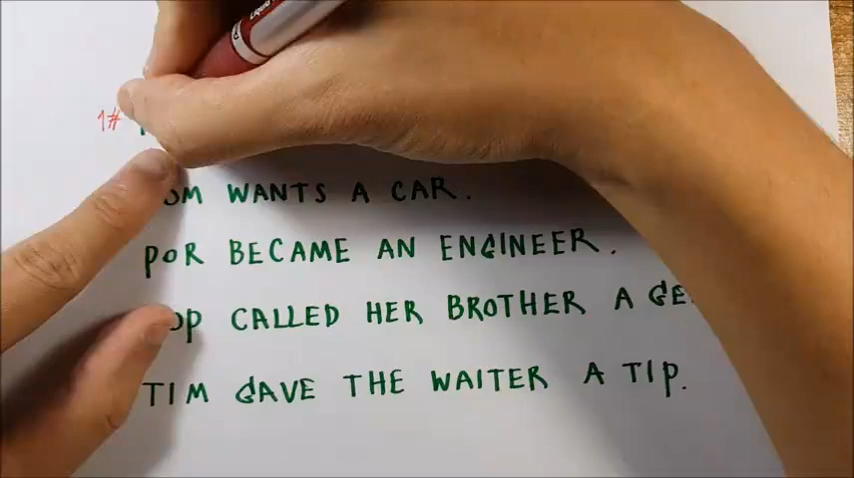 1#
WANTS A CAR.
POR BECAME AN ENGINEER.
CALLED HER BROTHER A
TIM GAVE THE WAITER A TIP.